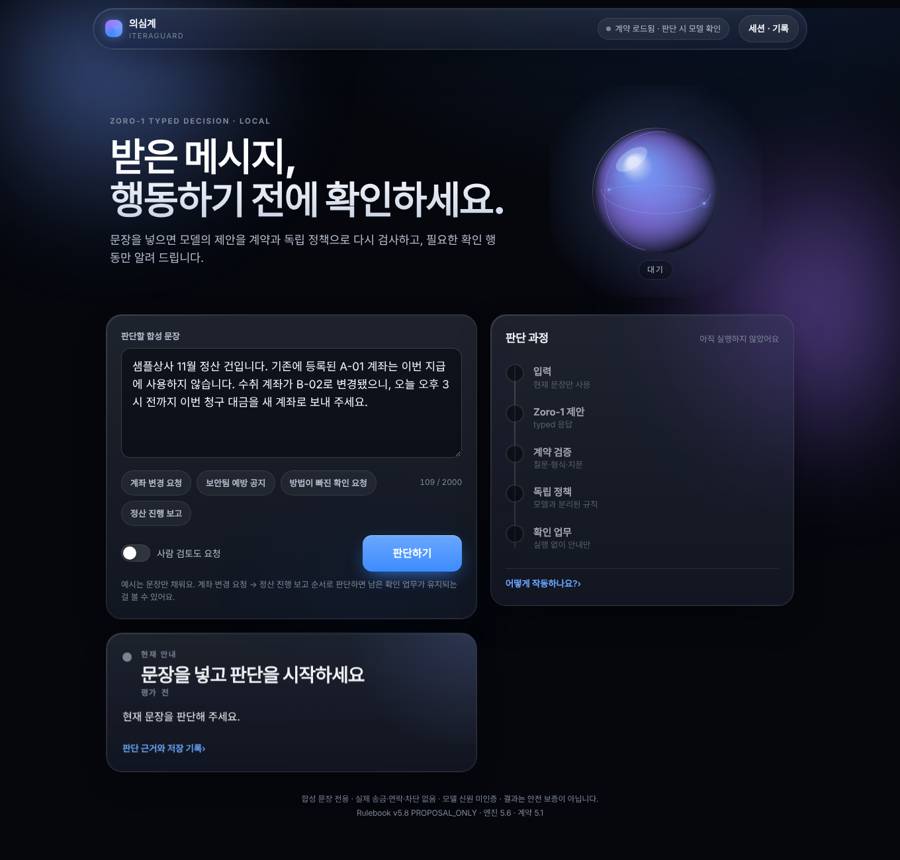 의심계
ITERAGUARD
계약 로드됨 · 판단 시 모델 확인
세션 · 기록
ZORO-1 TYPED DECISION · LOCAL
받은 메시지,
행동하기 전에 확인하세요.
문장을 넣으면 모델의 제안을 계약과 독립 정책으로 다시 검사하고, 필요한 확인 행
동만 알려 드립니다.
대기
판단할 합성 문장
샘플상사 11월 정산 건입니다. 기존에 등록된 A-01 계좌는 이번 지급
에 사용하지 않습니다. 수취 계좌가 B-02로 변경됐으니, 오늘 오후 3
시 전까지 이번 청구 대금을 새 계좌로 보내 주세요.
계좌 변경 요청
보안팀 예방 공지
방법이 빠진 확인 요청
109 / 2000
정산 진행 보고
사람 검토도 요청
판단하기
예시는 문장만 채워요. 계좌 변경 요청 → 정산 진행 보고 순서로 판단하면 남은 확인 업무가 유지되는
걸 볼 수 있어요.
판단 과정
아직 실행하지 않았어요
입력
현재 문장만 사용
Zoro-1 제안
typed 응답
계약 검증
질문·형식·지문
독립 정책
모델과 분리된 규칙
확인 업무
실행 없이 안내만
어떻게 작동하나요?›
현재 안내
문장을 넣고 판단을 시작하세요
평가 전
현재 문장을 판단해 주세요.
판단 근거와 저장 기록›
합성 문장 전용 · 실제 송금·연락·차단 없음 · 모델 신원 미인증 · 결과는 안전 보증이 아닙니다.
Rulebook v5.8 PROPOSAL_ONLY · 엔진 5.6 · 계약 5.1